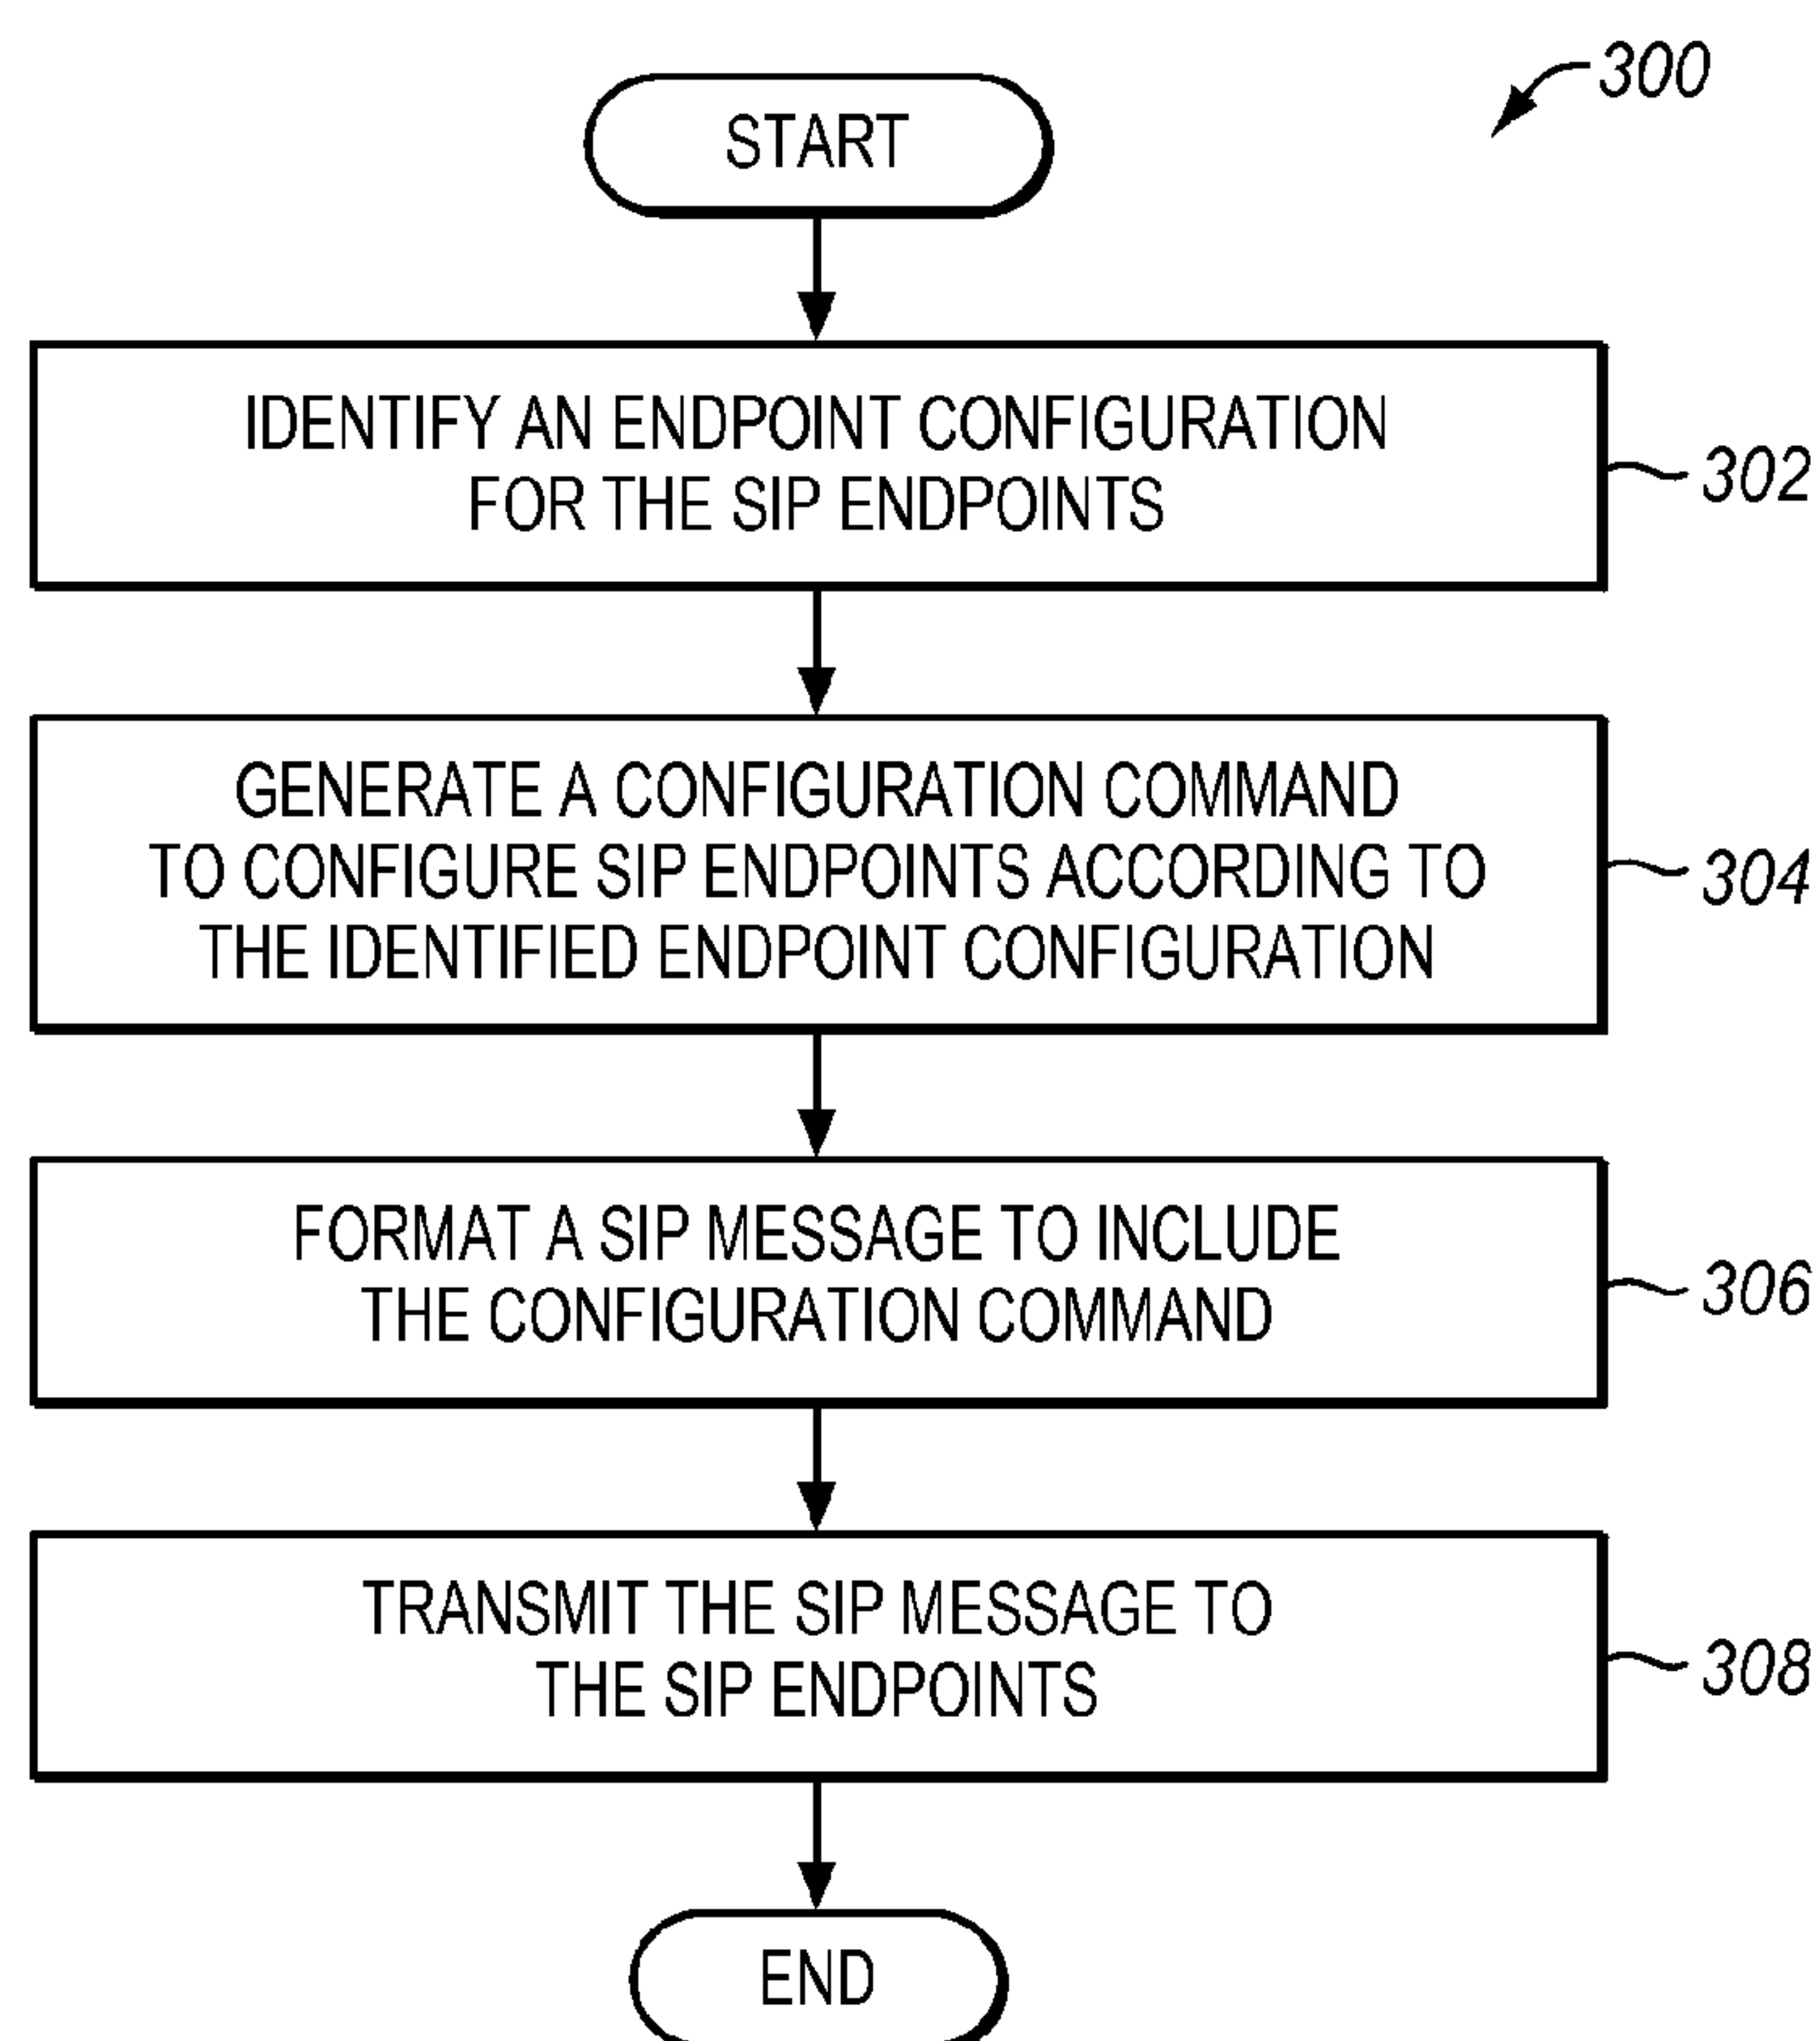 300
START
IDENTIFY AN ENDPOINT CONFIGURATION
FOR THE SIP ENDPOINTS
302
GENERATE A CONFIGURATION COMMAND
TO CONFIGURE SIP ENDPOINTS ACCORDING TO
THE IDENTIFIED ENDPOINT CONFIGURATION
304
FORMAT A SIP MESSAGE TO INCLUDE
THE CONFIGURATION COMMAND
306
TRANSMIT THE SIP MESSAGE TO
THE SIP ENDPOINTS
308
END